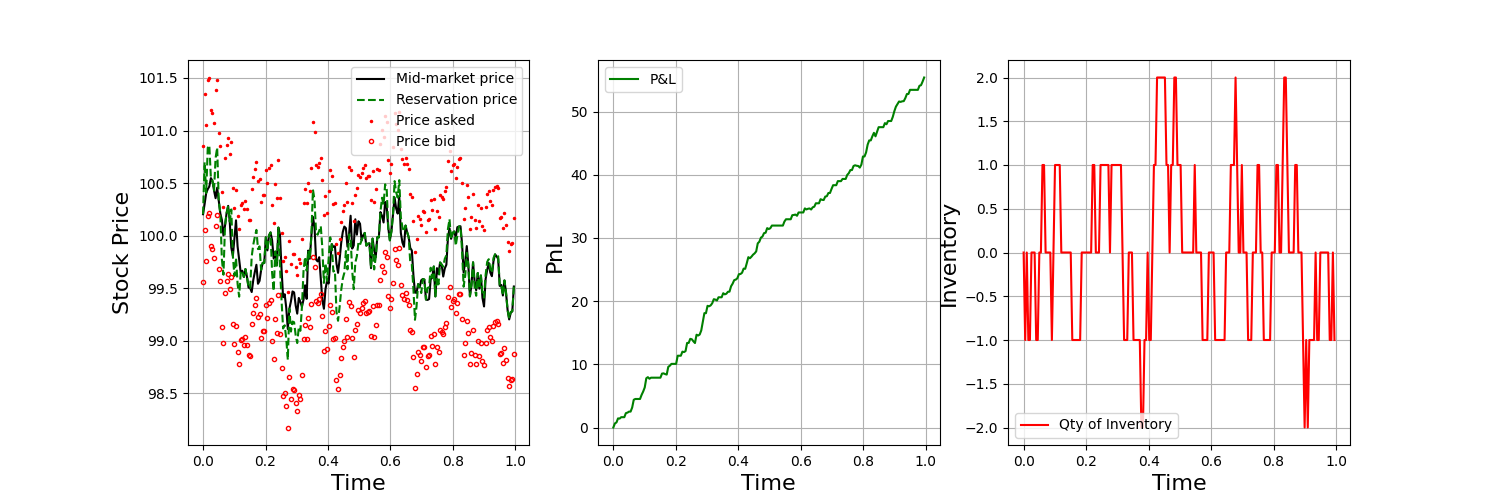 Stock Price
101.5
101.0
100.5
100.0
99.5
99.0
98.5
Mid-market price
Reservation price
Price asked
Price bid
0.0 0.2 0.4 0.6 0.8 1.0
Time
PnL
50
40
30
20
10
0
P&L
0.0 0.2 0.4 0.6 0.8 1.0
Time
Inventory
2.0
1.5
1.0
0.5
0.0
−0.5
−1.0
−1.5
−2.0
Qty of Inventory
0.0 0.2 0.4 0.6 0.8 1.0
Time